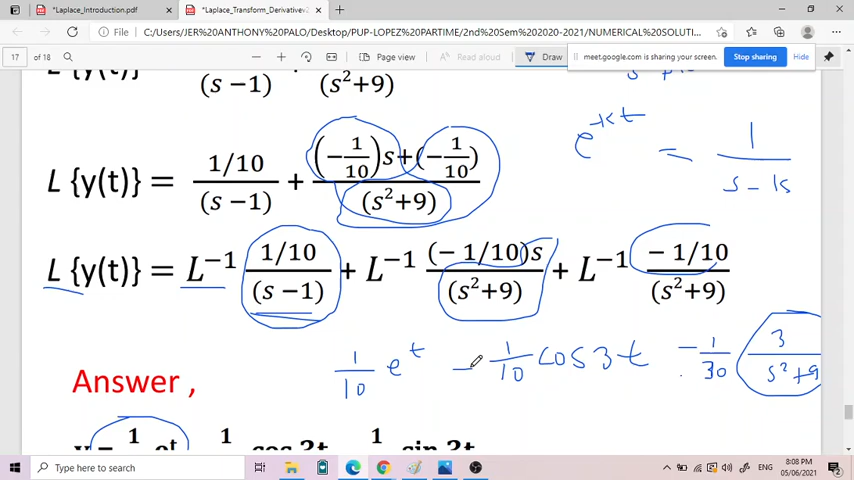 *Laplace_Introduction.pdf
*Laplace_Transform_Derivativev2
C:/Users/JER%20ANTHONY%20PALO/Desktop/PUP-LOPEZ%20PARTIME/2nd%20Sem%202020-2021/NUMERICAL%20SOLUTI...
17 of 18
Page view
Read aloud
Draw
meet.google.com is sharing your screen.
Stop sharing
Hide
(s −1) (s²+9)
e^-kt = 1/(s-k)
L {y(t)} = (1/10)/(s −1) + ((−1/10)s+(−1/10))/(s²+9)
L {y(t)} = L⁻¹ (1/10)/(s −1) + L⁻¹ ((− 1/10)s)/(s²+9) + L⁻¹ (− 1/10)/(s²+9)
1/10 e^t − 1/10 cos 3t − 1/30 3/(s²+9)
Answer ,
Type here to search
ENG
8:08 PM
05/06/2021
2